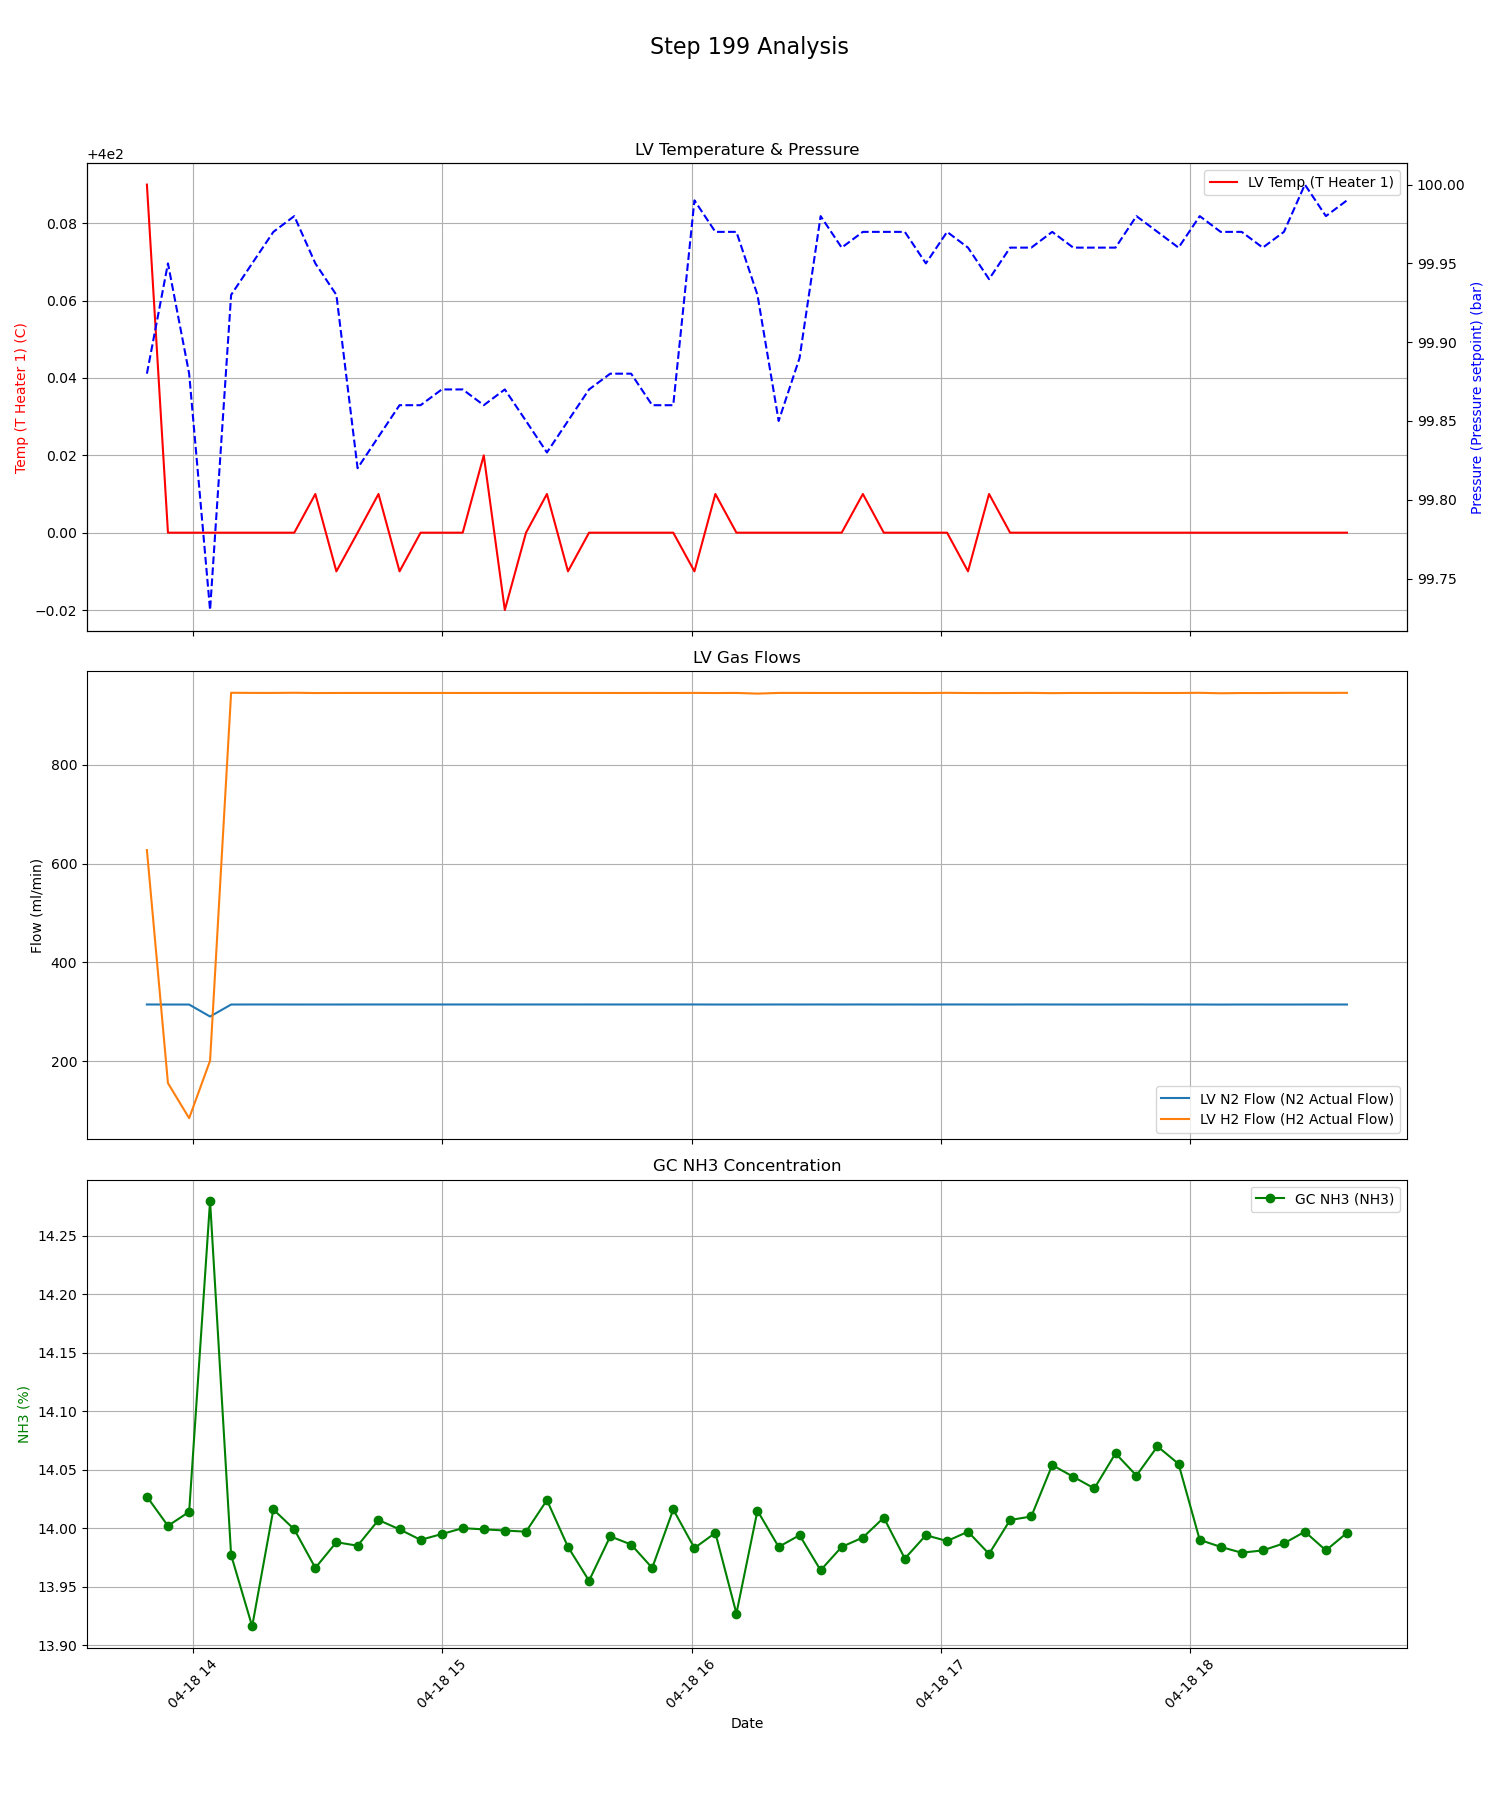 Step 199 Analysis
LV Temperature & Pressure
+4e2
LV Temp (T Heater 1)
0.08
0.06
0.04
0.02
0.00
−0.02
Temp (T Heater 1) (C)
100.00
99.95
99.90
99.85
99.80
99.75
Pressure (Pressure setpoint) (bar)
LV Gas Flows
800
600
400
200
Flow (ml/min)
LV N2 Flow (N2 Actual Flow)
LV H2 Flow (H2 Actual Flow)
GC NH3 Concentration
GC NH3 (NH3)
14.25
14.20
14.15
14.10
14.05
14.00
13.95
13.90
NH3 (%)
04-18 14
04-18 15
04-18 16
04-18 17
04-18 18
Date